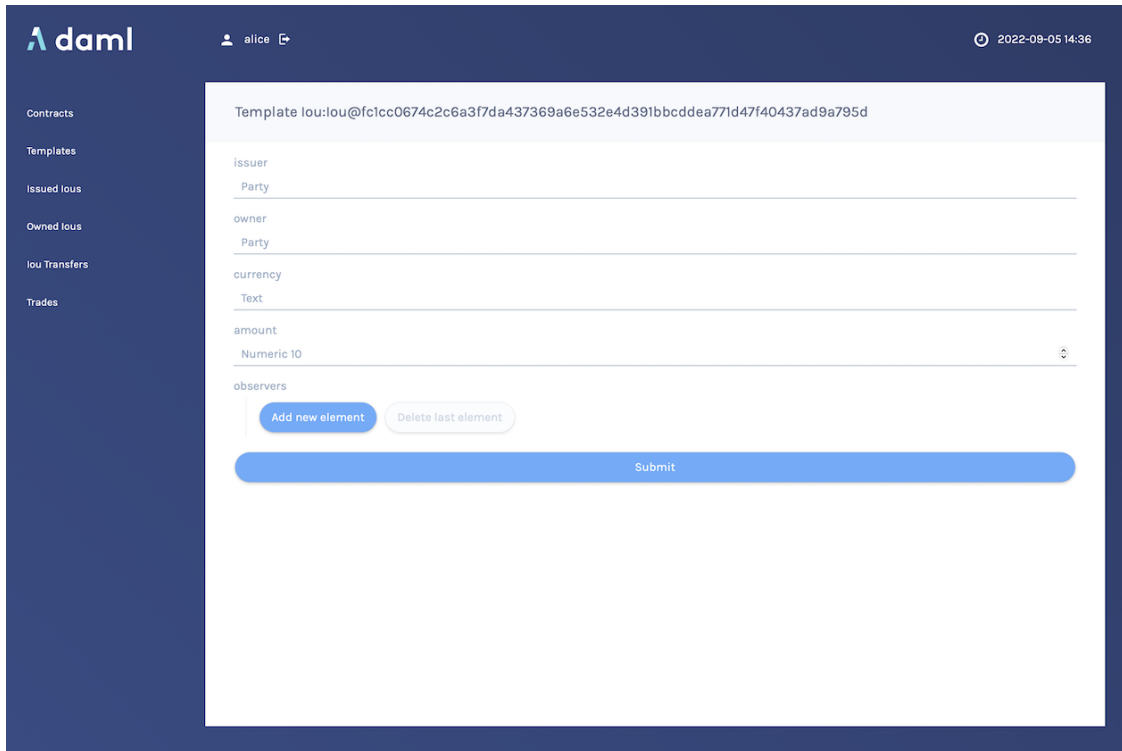 daml
alice
2022-09-05 14:36
Contracts
Templates
Issued Ious
Owned Ious
Iou Transfers
Trades
Template Iou:Iou@fc1cc0674c2c6a3f7da437369a6e532e4d391bbcddea771d47f40437ad9a795d
issuer
Party
owner
Party
currency
Text
amount
Numeric 10
observers
Add new element
Delete last element
Submit